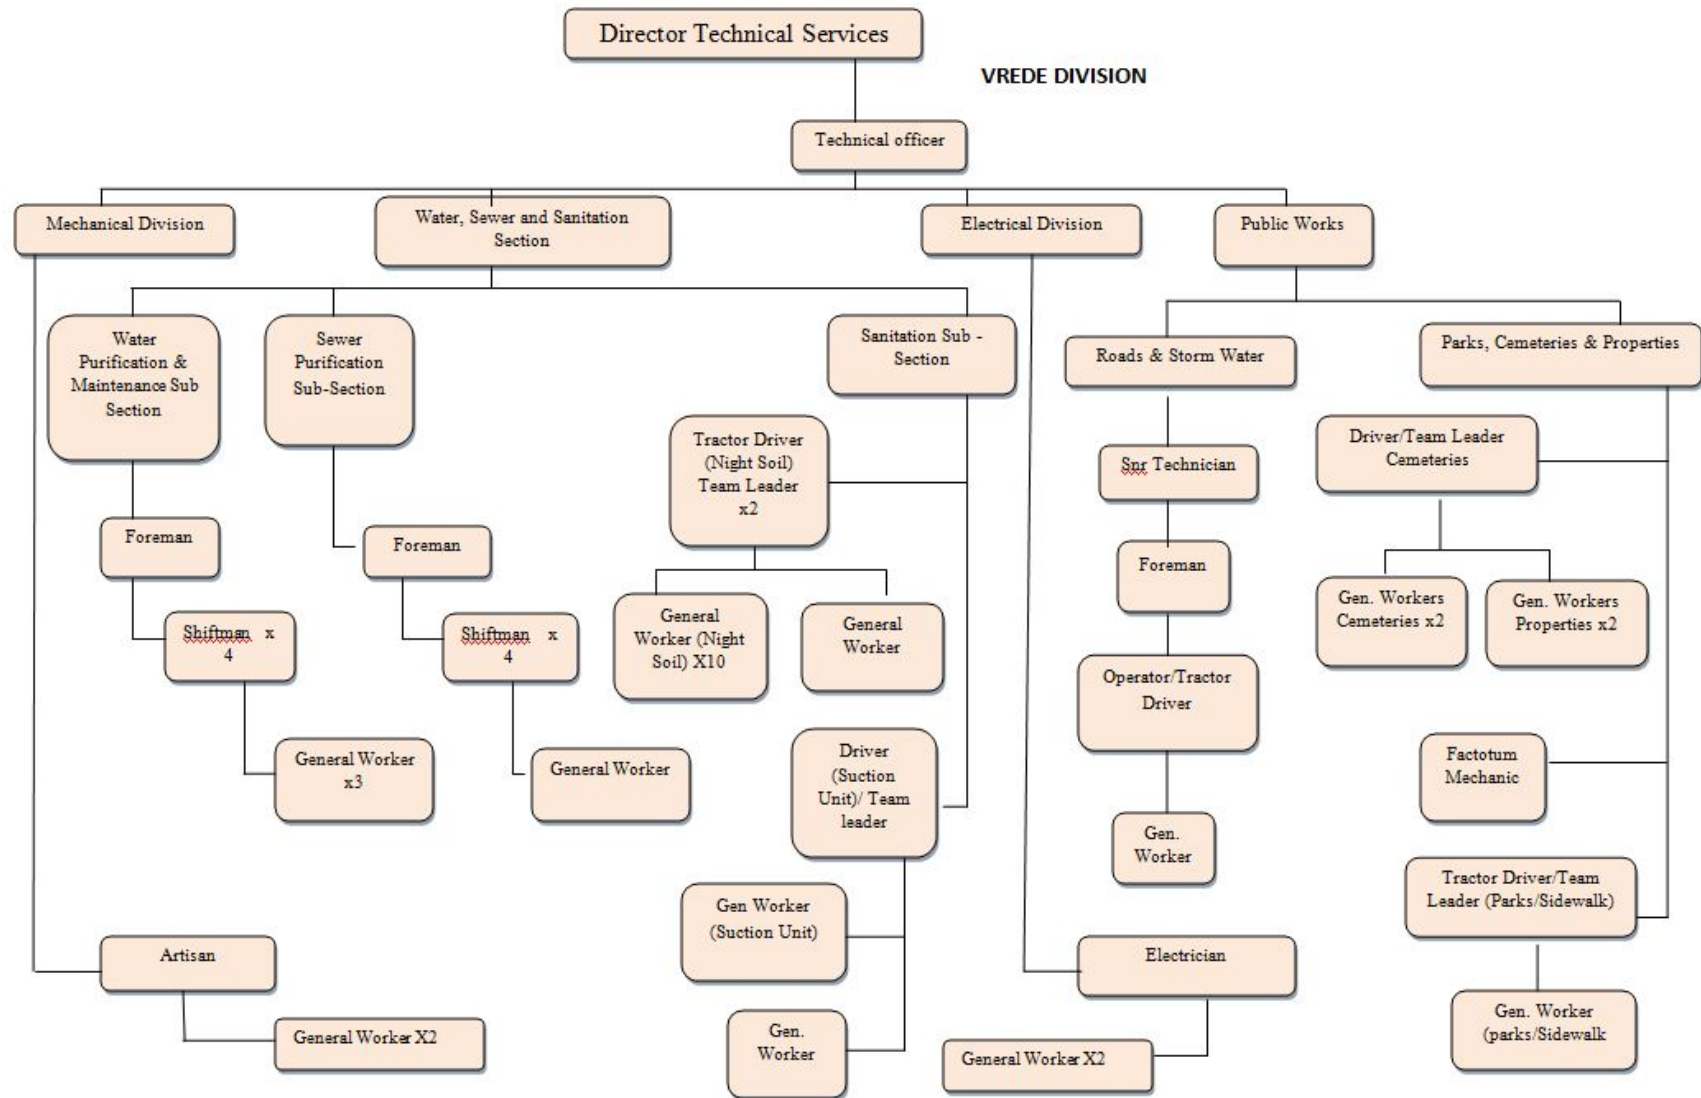 Director Technical Services
VREDE DIVISION
Technical officer
Mechanical Division
Water, Sewer and Sanitation
Section
Electrical Division
Public Works
Water
Purification &
Maintenance Sub
Section
Sewer
Purification
Sub-Section
Sanitation Sub -
Section
Roads & Storm Water
Parks, Cemeteries & Properties
Tractor Driver
(Night Soil)
Team Leader
x2
Driver/Team Leader
Cemeteries
Snr Technician
Foreman
Foreman
Foreman
General
Worker (Night
Soil) X10
General
Worker
Gen. Workers
Cemeteries x2
Gen. Workers
Properties x2
Shiftman x
4
Shiftman x
4
Operator/Tractor
Driver
General Worker
x3
General Worker
Driver
(Suction
Unit)/ Team
leader
Factotum
Mechanic
Gen.
Worker
Tractor Driver/Team
Leader (Parks/Sidewalk)
Gen Worker
(Suction Unit)
Artisan
Electrician
Gen. Worker
(parks/Sidewalk
General Worker X2
Gen.
Worker
General Worker X2